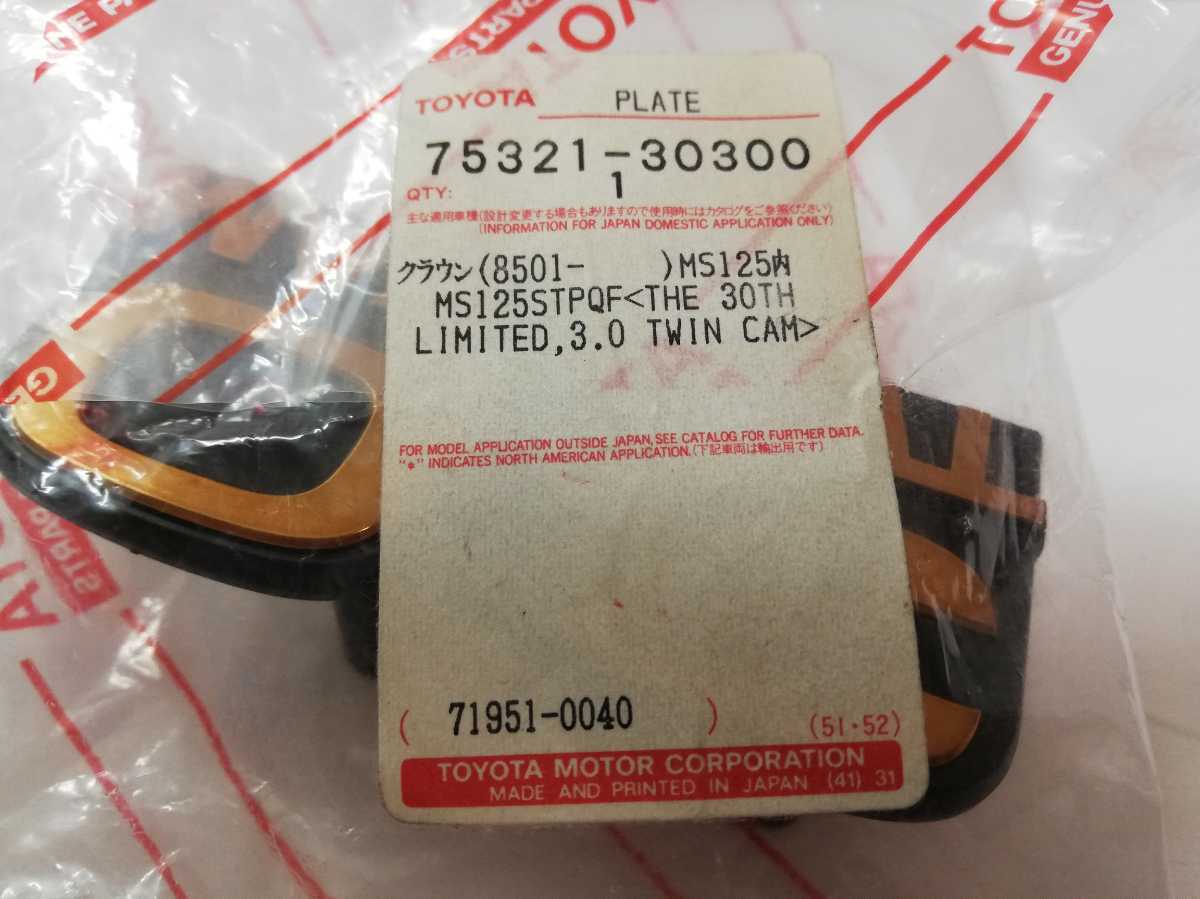 TOYOTA PLATE
75321-30300
QTY: 1
主な適用車種(設計変更する場合もありますので使用時にはカタログをご参照ください)
(INFORMATION FOR JAPAN DOMESTIC APPLICATION ONLY)
クラウン(8501- )MS125内
MS125STPQF<THE 30TH
LIMITED,3.0 TWIN CAM>
FOR MODEL APPLICATION OUTSIDE JAPAN, SEE CATALOG FOR FURTHER DATA.
"*" INDICATES NORTH AMERICAN APPLICATION.(下記車両は輸出用です)
( 71951-0040 ) (51・52)
TOYOTA MOTOR CORPORATION
MADE AND PRINTED IN JAPAN (41) 31